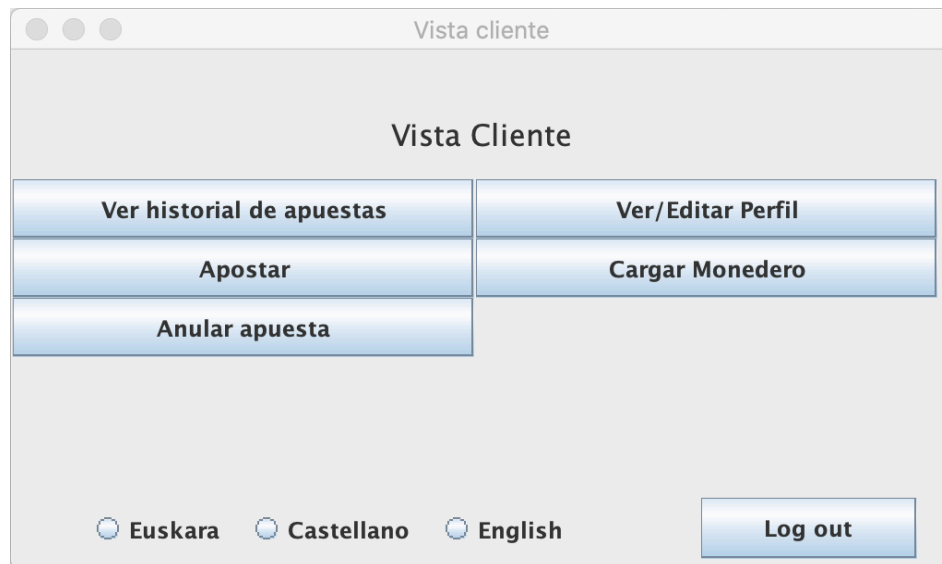 Vista cliente
Vista Cliente
Ver historial de apuestas
Ver/Editar Perfil
Apostar
Cargar Monedero
Anular apuesta
Euskara
Castellano
English
Log out